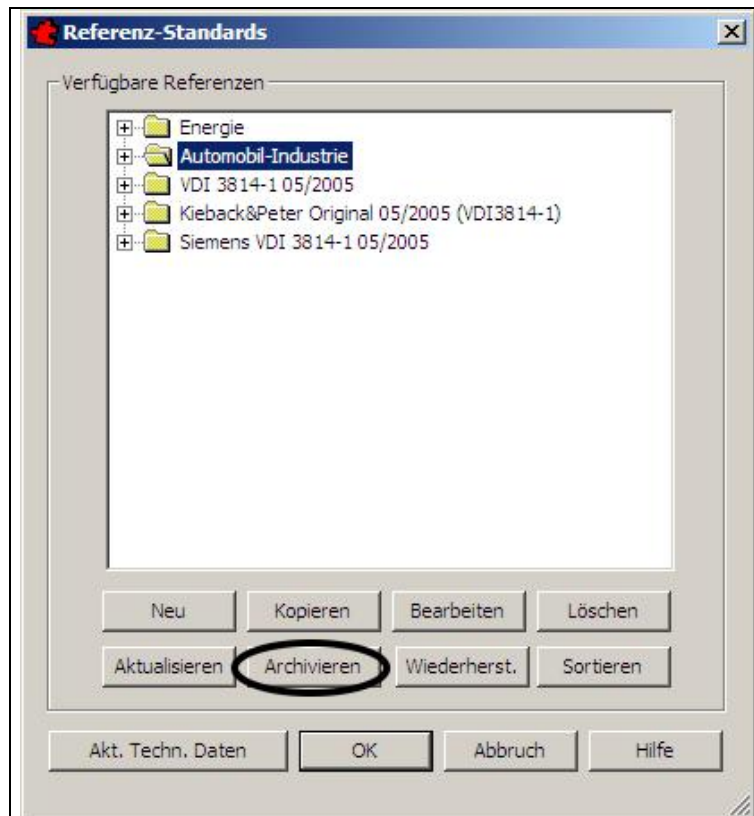 Referenz-Standards
Verfügbare Referenzen
Energie
Automobil-Industrie
VDI 3814-1 05/2005
Kieback&Peter Original 05/2005 (VDI3814-1)
Siemens VDI 3814-1 05/2005
Neu Kopieren Bearbeiten Löschen
Aktualisieren Archivieren Wiederherst. Sortieren
Akt. Techn. Daten OK Abbruch Hilfe